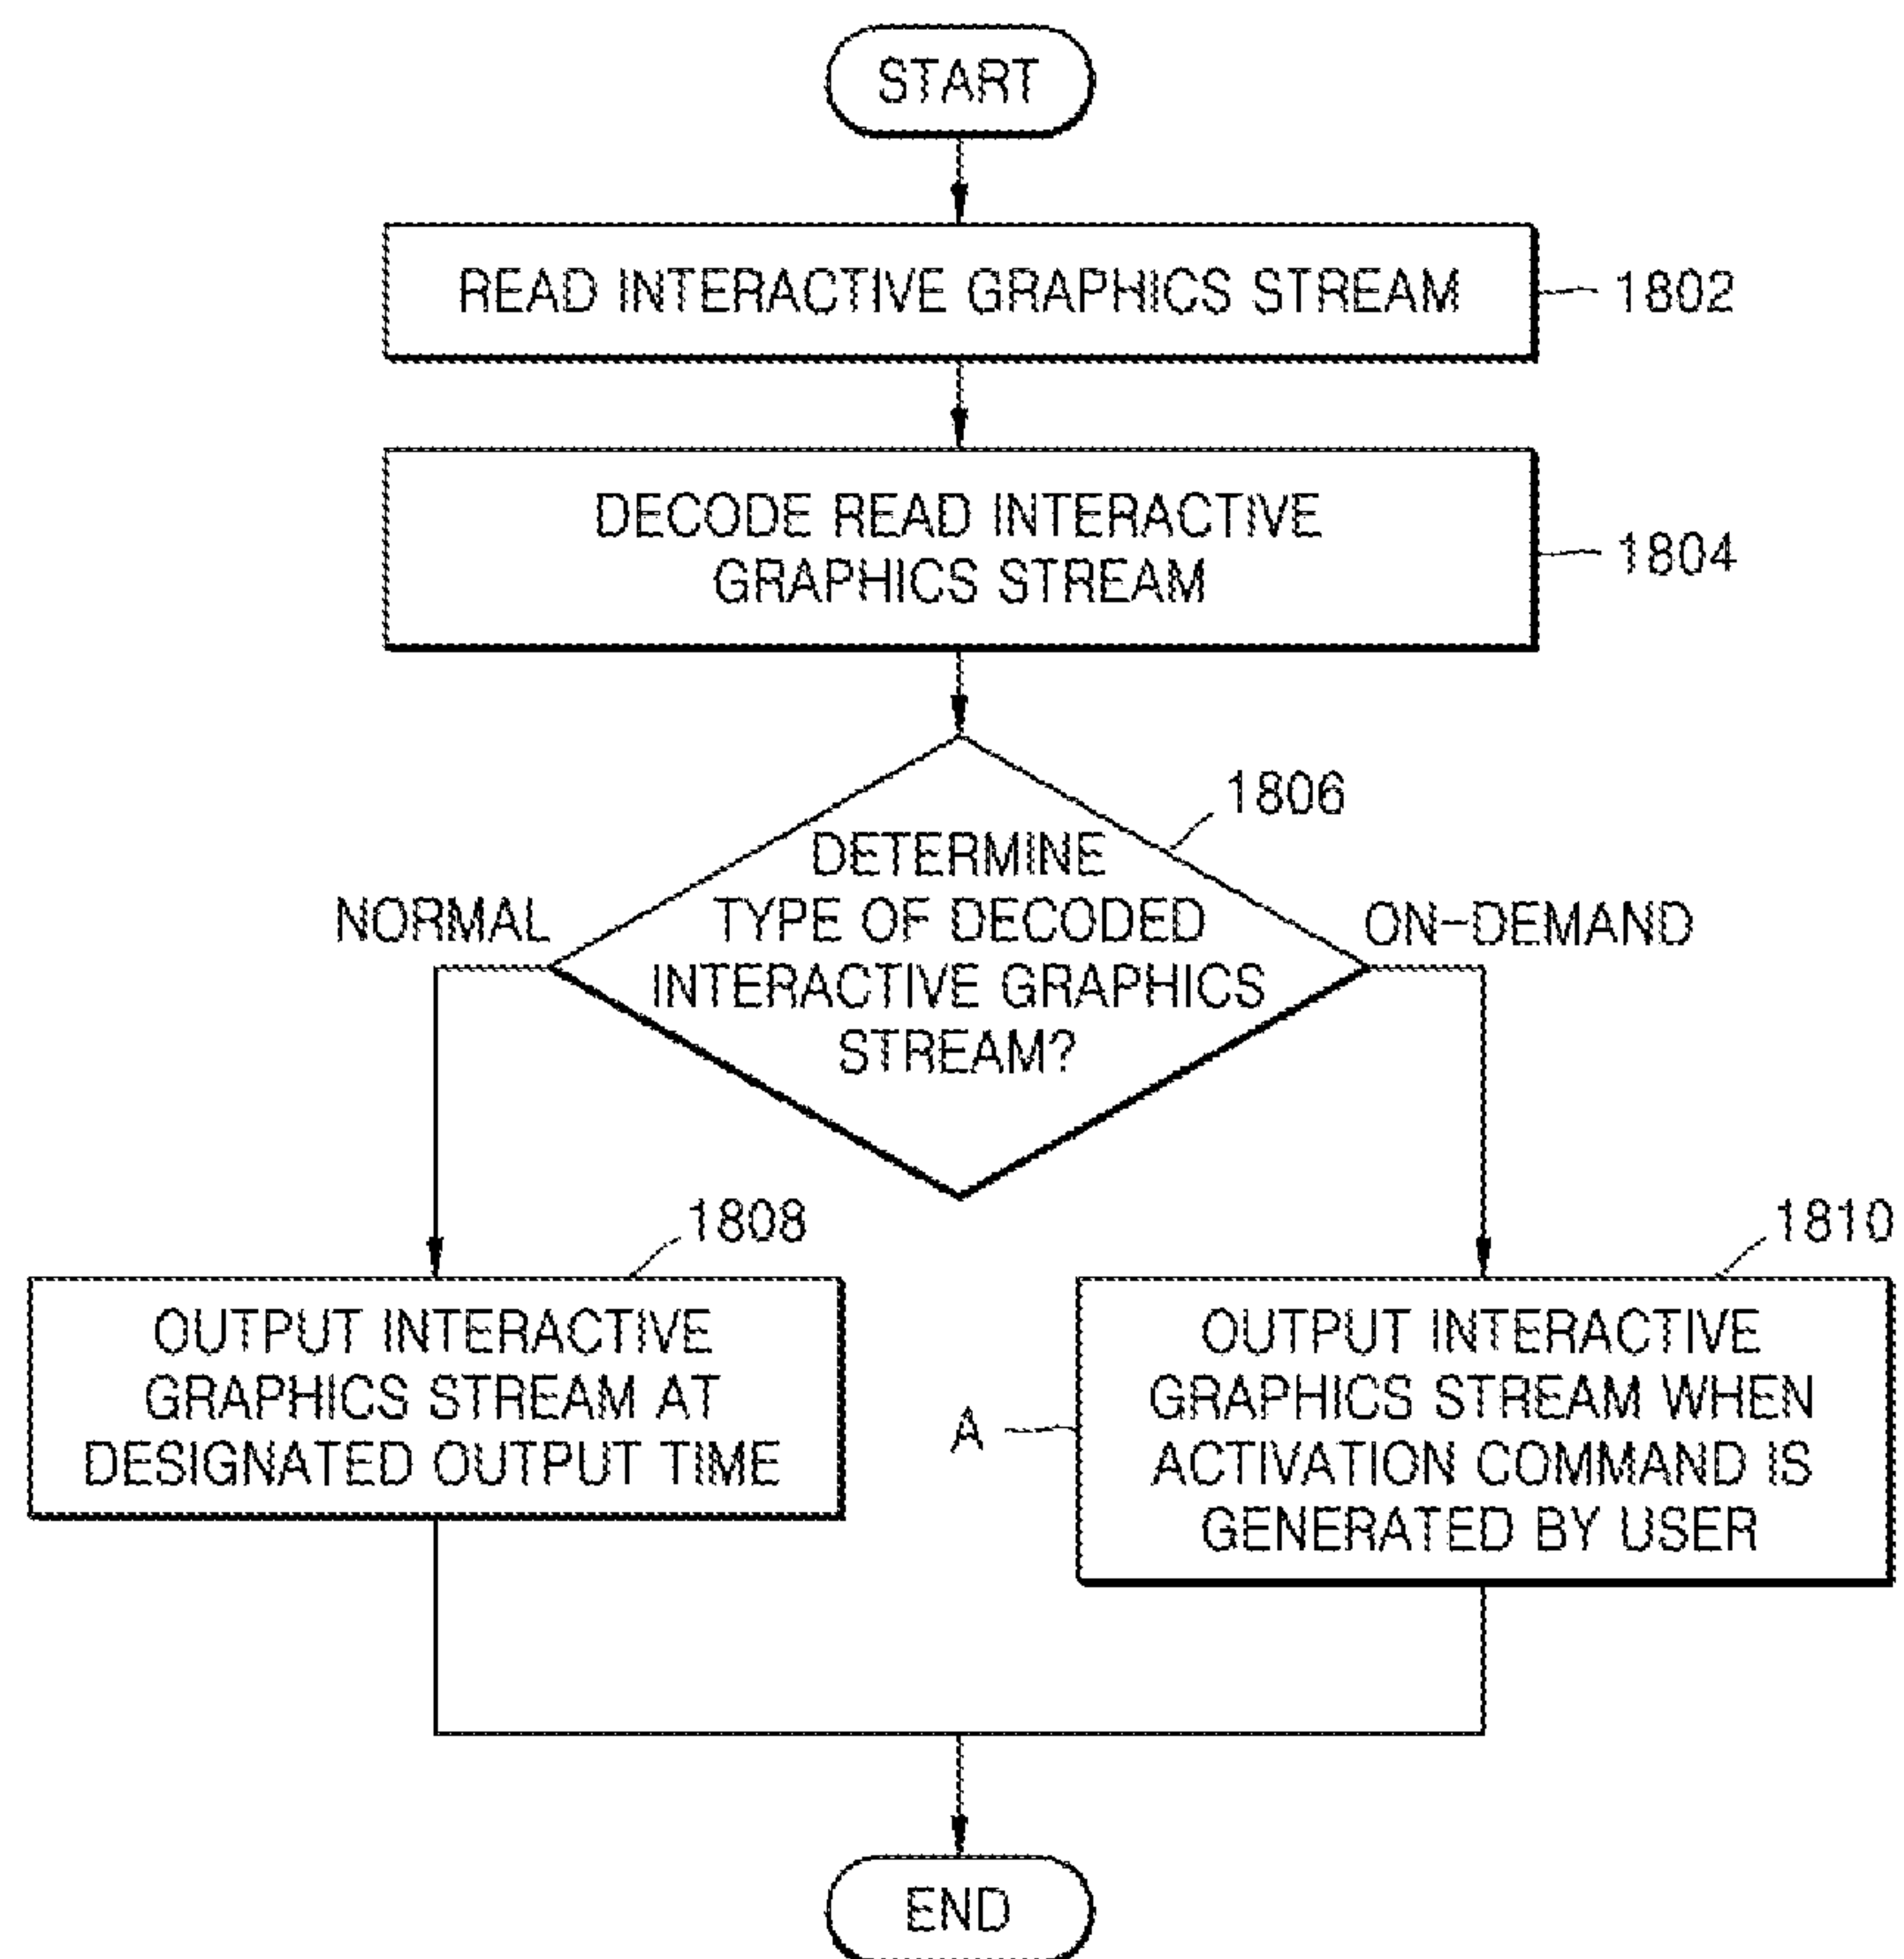 START
READ INTERACTIVE GRAPHICS STREAM
1802
DECODE READ INTERACTIVE
GRAPHICS STREAM
1804
1806
DETERMINE
TYPE OF DECODED
INTERACTIVE GRAPHICS
STREAM?
NORMAL
ON-DEMAND
1808
OUTPUT INTERACTIVE
GRAPHICS STREAM AT
DESIGNATED OUTPUT TIME
1810
A
OUTPUT INTERACTIVE
GRAPHICS STREAM WHEN
ACTIVATION COMMAND IS
GENERATED BY USER
END